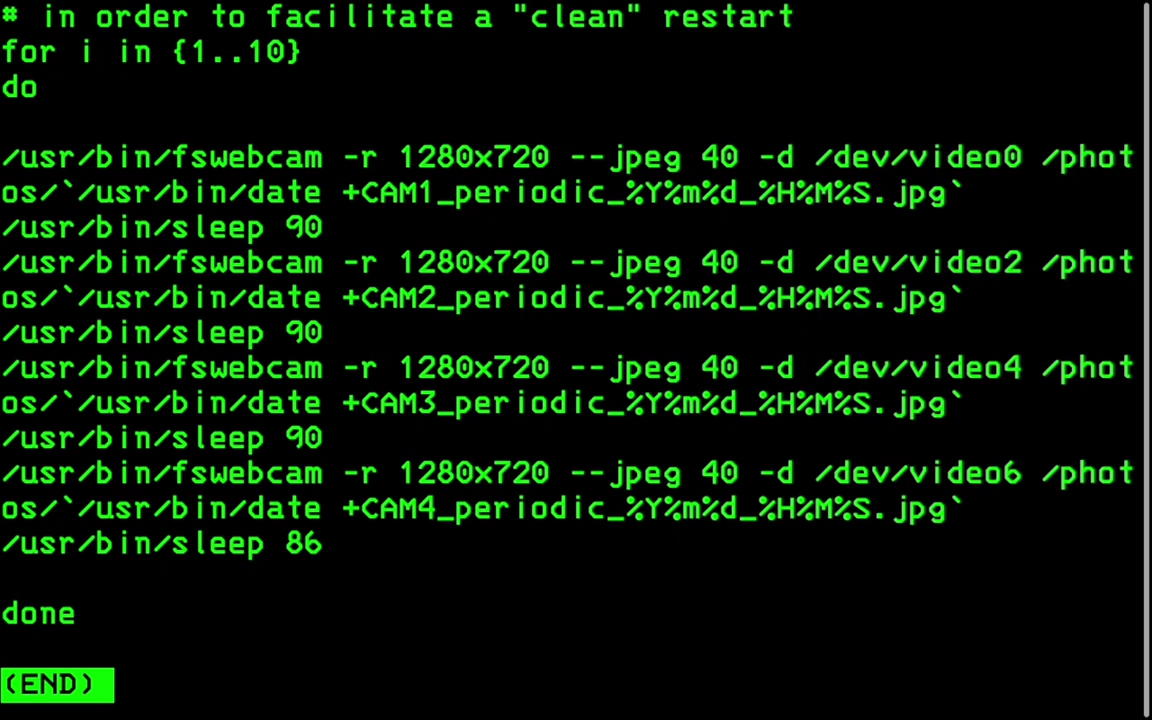 # in order to facilitate a "clean" restart
for i in {1..10}
do
/usr/bin/fswebcam -r 1280x720 --jpeg 40 -d /dev/video0 /phot
os/`/usr/bin/date +CAM1_periodic_%Y%m%d_%H%M%S.jpg`
/usr/bin/sleep 90
/usr/bin/fswebcam -r 1280x720 --jpeg 40 -d /dev/video2 /phot
os/`/usr/bin/date +CAM2_periodic_%Y%m%d_%H%M%S.jpg`
/usr/bin/sleep 90
/usr/bin/fswebcam -r 1280x720 --jpeg 40 -d /dev/video4 /phot
os/`/usr/bin/date +CAM3_periodic_%Y%m%d_%H%M%S.jpg`
/usr/bin/sleep 90
/usr/bin/fswebcam -r 1280x720 --jpeg 40 -d /dev/video6 /phot
os/`/usr/bin/date +CAM4_periodic_%Y%m%d_%H%M%S.jpg`
/usr/bin/sleep 86
done
(END)